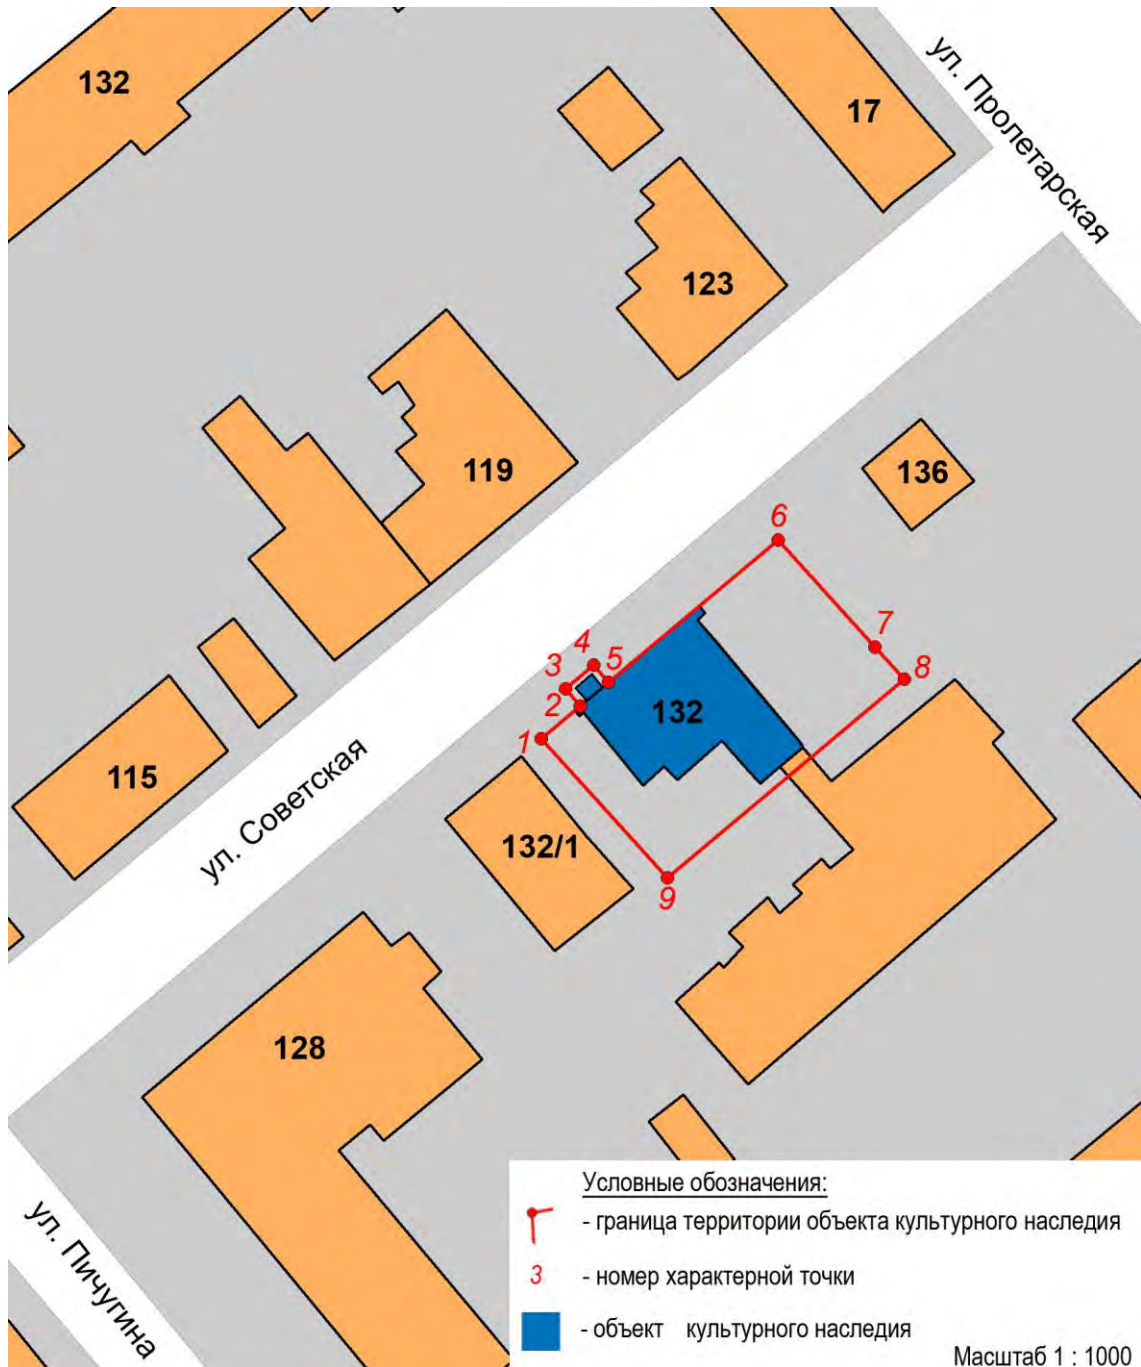 132
17
ул. Пролетарская
123
119
136
6
7
8
4
5
3
2
1
132
115
ул. Советская
132/1
9
128
ул. Пичугина
Условные обозначения:
- граница территории объекта культурного наследия
3 - номер характерной точки
- объект культурного наследия
Масштаб 1 : 1000